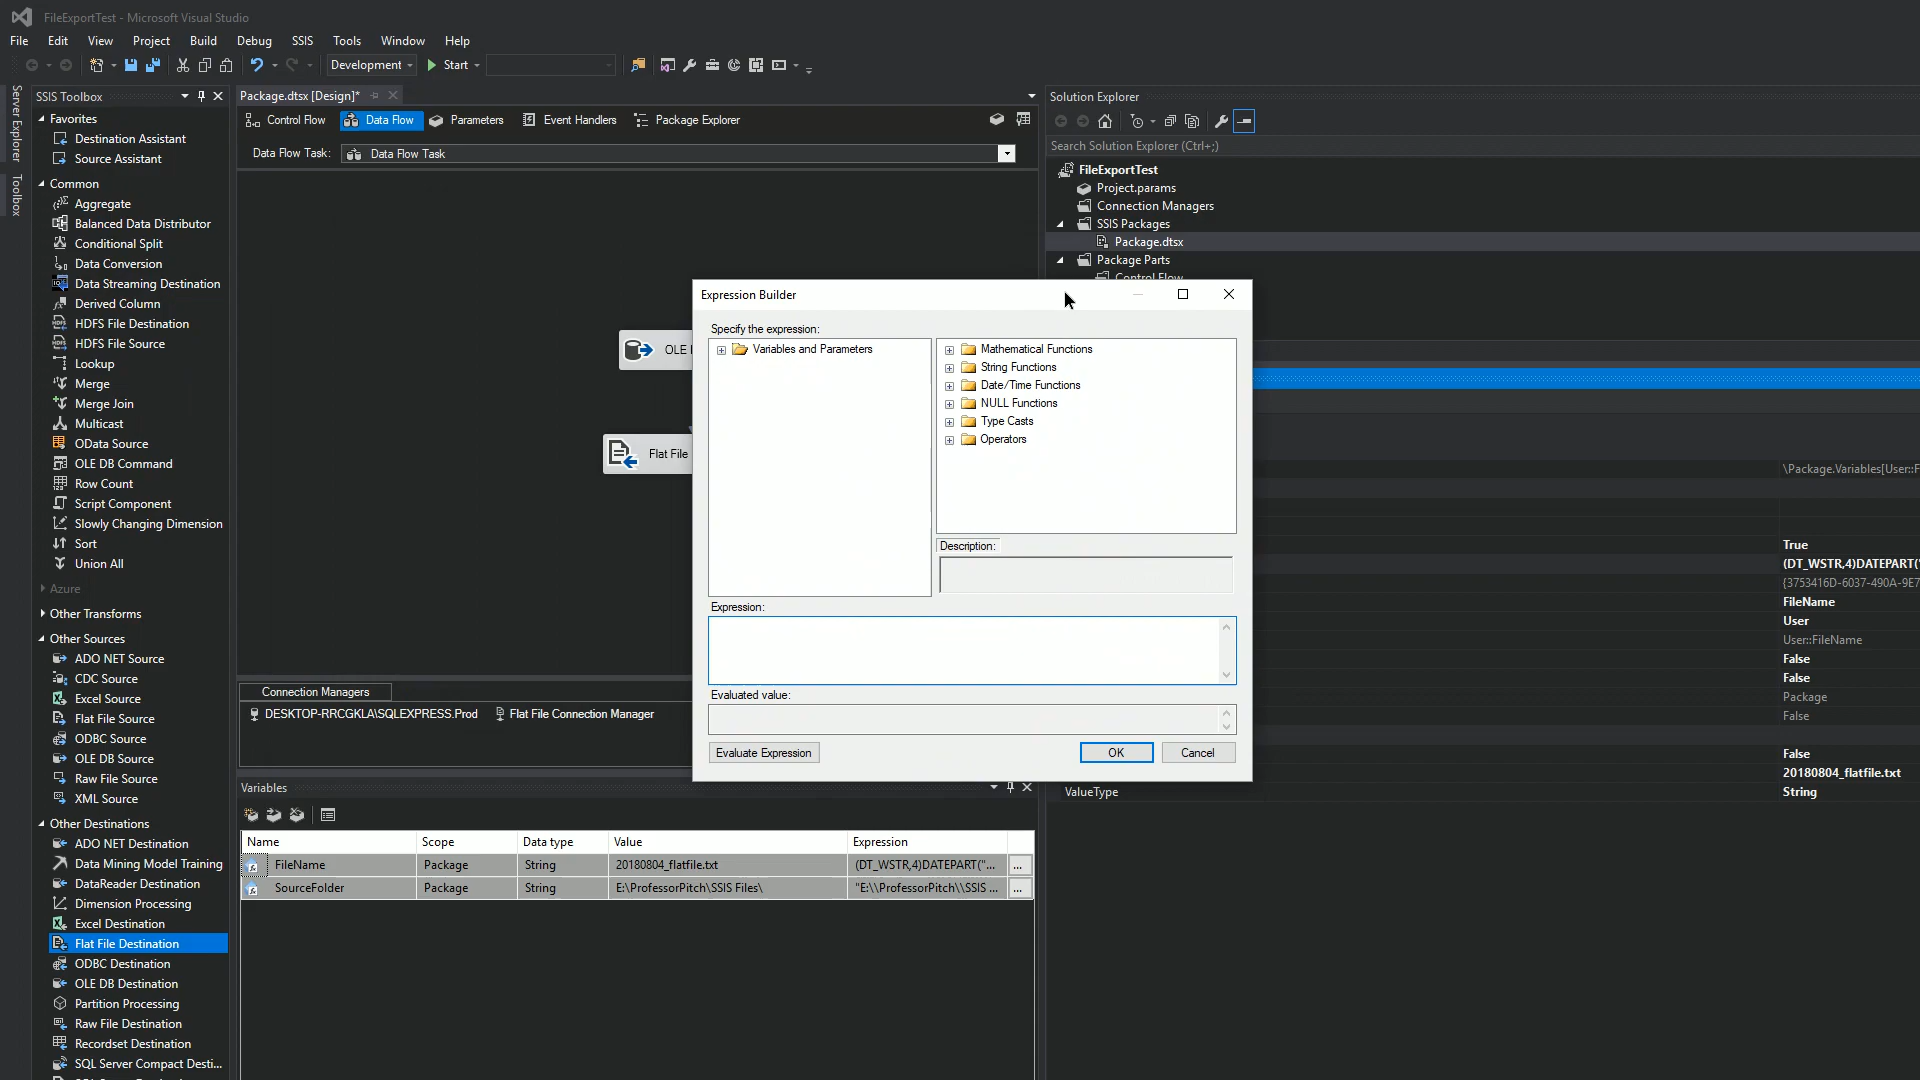 FileExportTest - Microsoft Visual Studio
File Edit View Project Build Debug SSIS Tools Window Help
Development Start
Server Explorer
Toolbox
SSIS Toolbox
Favorites
Destination Assistant
Source Assistant
Common
Aggregate
Balanced Data Distributor
Conditional Split
Data Conversion
Data Streaming Destination
Derived Column
HDFS File Destination
HDFS File Source
Lookup
Merge
Merge Join
Multicast
OData Source
OLE DB Command
Row Count
Script Component
Slowly Changing Dimension
Sort
Union All
Azure
Other Transforms
Other Sources
ADO NET Source
CDC Source
Excel Source
Flat File Source
ODBC Source
OLE DB Source
Raw File Source
XML Source
Other Destinations
ADO NET Destination
Data Mining Model Training
DataReader Destination
Dimension Processing
Excel Destination
Flat File Destination
ODBC Destination
OLE DB Destination
Partition Processing
Raw File Destination
Recordset Destination
SQL Server Compact Desti...
Package.dtsx [Design]*
Control Flow Data Flow Parameters Event Handlers Package Explorer
Data Flow Task: Data Flow Task
OLE
Flat File
Connection Managers
DESKTOP-RRCGKLA\SQLEXPRESS.Prod Flat File Connection Manager
Variables
Name Scope Data type Value Expression
FileName Package String 20180804_flatfile.txt (DT_WSTR,4)DATEPART("... ...
SourceFolder Package String E:\ProfessorPitch\SSIS Files\ "E:\\ProfessorPitch\\SSIS ... ...
Expression Builder
Specify the expression:
Variables and Parameters
Mathematical Functions
String Functions
Date/Time Functions
NULL Functions
Type Casts
Operators
Description:
Expression:
Evaluated value:
Evaluate Expression OK Cancel
Solution Explorer
Search Solution Explorer (Ctrl+;)
FileExportTest
Project.params
Connection Managers
SSIS Packages
Package.dtsx
Package Parts
Control Flow
\Package.Variables[User::F
True
(DT_WSTR,4)DATEPART("
{3753416D-6037-490A-9E7
FileName
User
User::FileName
False
False
Package
False
False
20180804_flatfile.txt
ValueType String